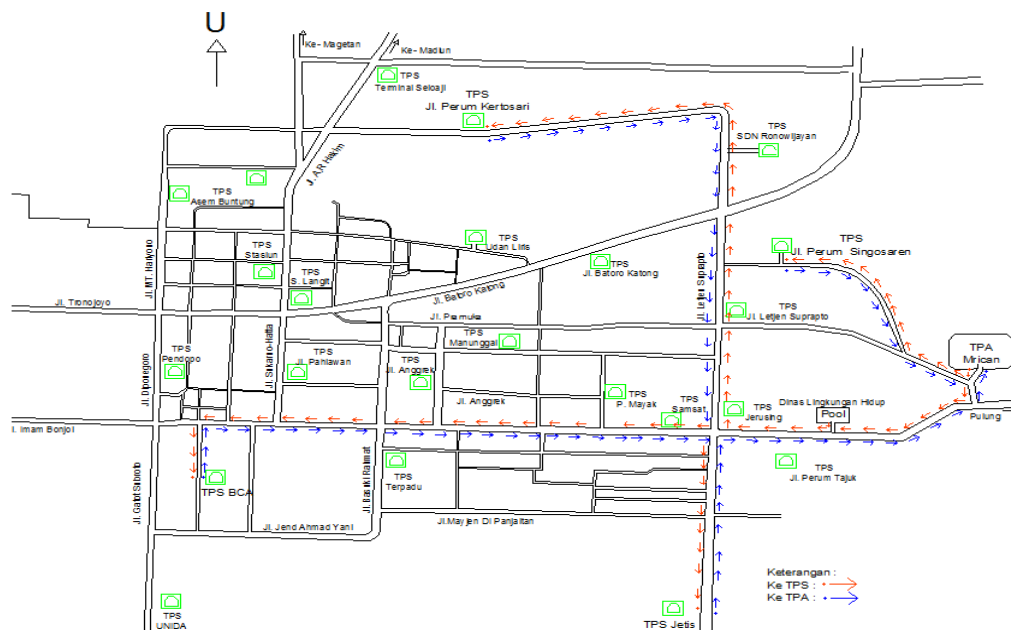 U
Ke- Magetan
Ke- Madiun
TPS
Terminal Seloaji
TPS
Jl. Perum Kertosari
TPS
SDN Ronowijayan
Jl. A.R Hakim
TPS
Asem Buntung
Jl. MT. Hariyono
TPS
Stasiun
TPS
Udan Liris
TPS
Jl. Batoro Katong
TPS
Jl. Perum Singosaren
TPS
S. Langit
Jl. Batoro Katong
Jl. Letjen Suprapto
Jl. Tronojoyo
Jl. Pramuka
TPS
Jl. Letjen Suprapto
TPS
Manunggal
TPA
Mrican
TPS
Pendopo
Jl. Sukarno-Hatta
TPS
Jl. Pahlawan
TPS
Jl. Anggrek
Jl. Diponegoro
Jl. Anggrek
TPS
P. Mayak
TPS
Samsat
TPS
Jerusing
Dinas Lingkungan Hidup
Pool
Pulung
l. Imam Bonjol
TPS BCA
Jl. Gatot Subroto
Jl. Basuki Rahmat
TPS
Terpadu
TPS
Jl. Perum Tajuk
Jl. Jend Ahmad Yani
Jl.Mayjen DI Panjaitan
Keterangan :
Ke TPS :
Ke TPA :
TPS
UNIDA
TPS Jetis